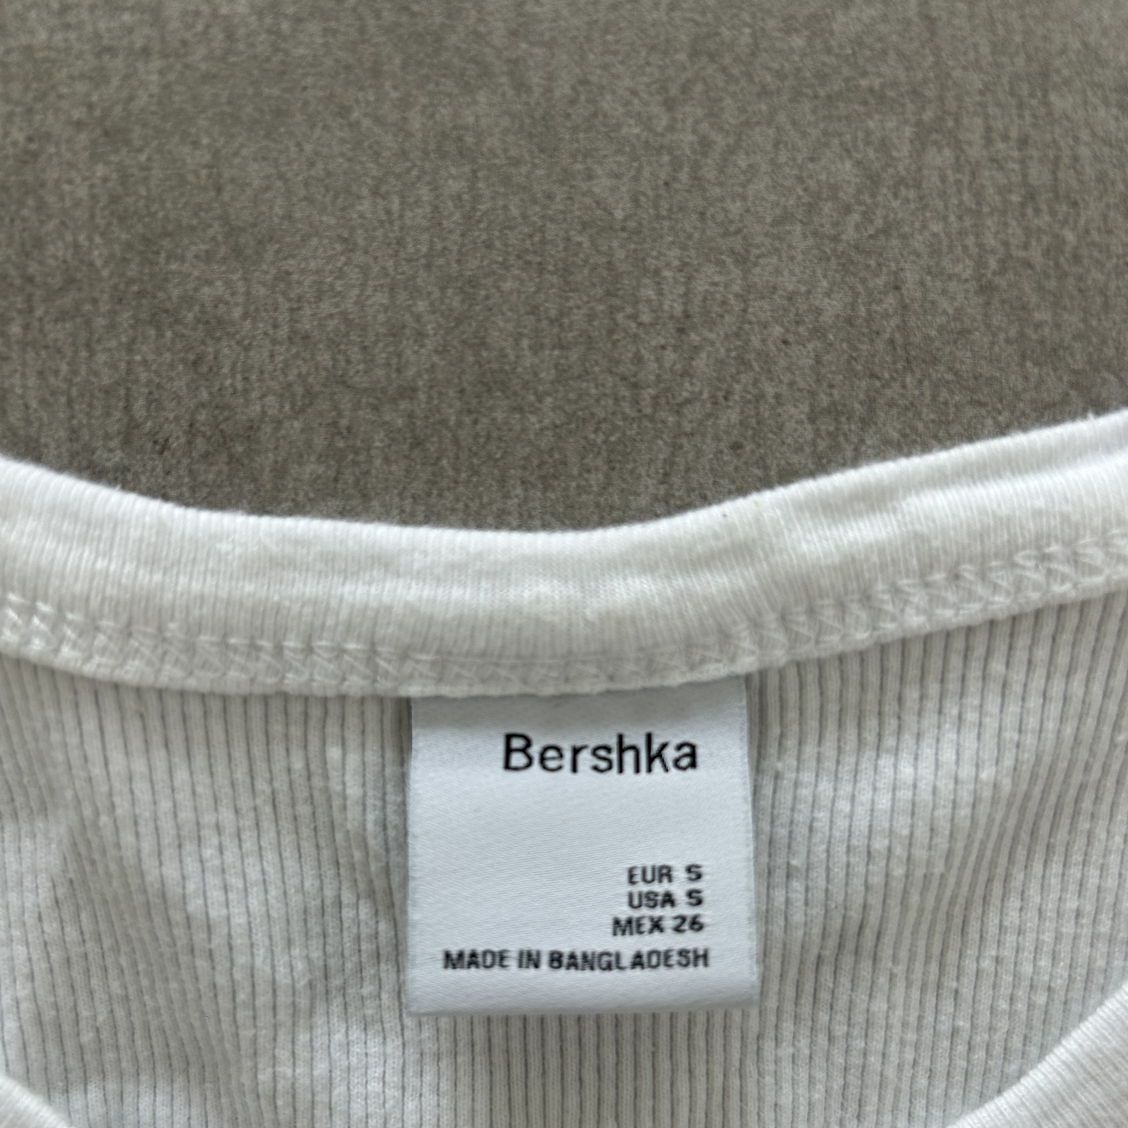 Bershka
EUR S
USA S
MEX 26
MADE IN BANGLADESH